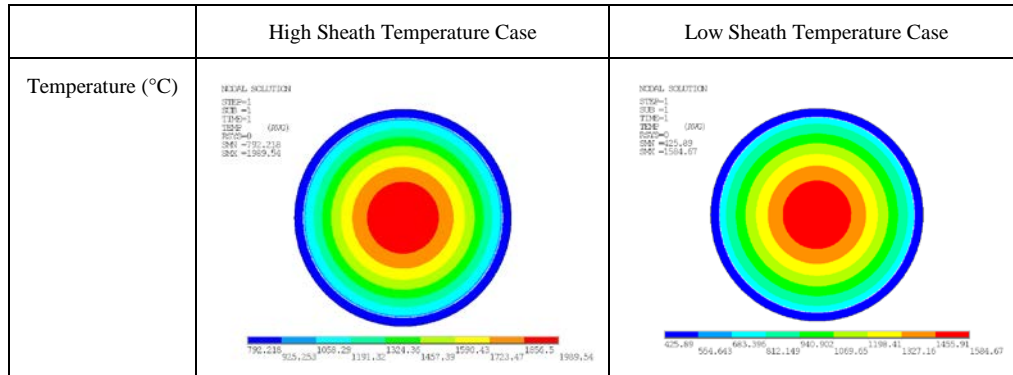 High Sheath Temperature Case
Low Sheath Temperature Case
Temperature (°C)
NODAL SOLUTION
STEP=1
SUB =1
TIME=1
TEMP (AVG)
RSYS=0
SMN =792.218
SMX =1989.54
792.218 1058.29 1324.36 1590.43 1856.5
925.253 1191.32 1457.39 1723.47 1989.54
NODAL SOLUTION
STEP=1
SUB =1
TIME=1
TEMP (AVG)
RSYS=0
SMN =425.89
SMX =1584.67
425.89 683.396 940.902 1198.41 1455.91
554.643 812.149 1069.65 1327.16 1584.67